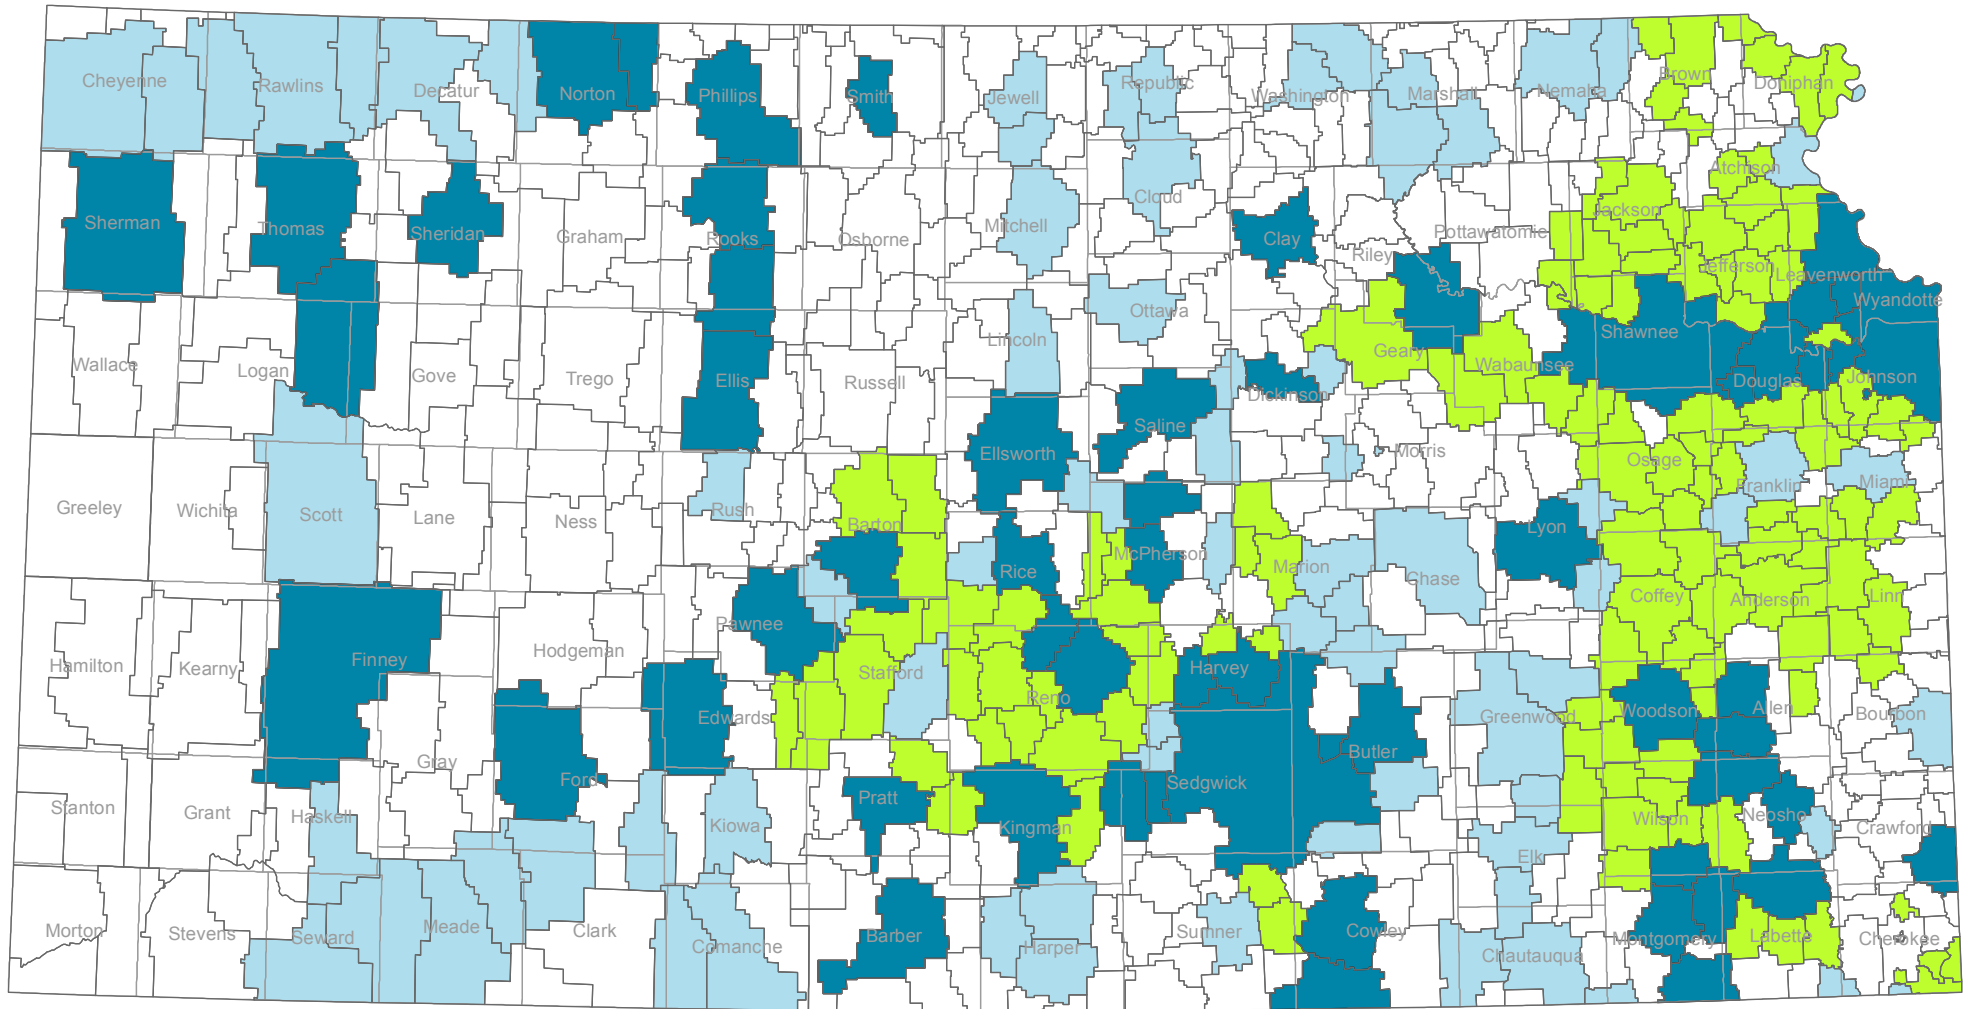 Cheyenne
Rawlins
Decatur
Norton
Phillips
Smith
Jewell
Republic
Washington
Marshall
Nemaha
Brown
Doniphan
Sherman
Thomas
Sheridan
Graham
Rooks
Osborne
Mitchell
Cloud
Clay
Riley
Pottawatomie
Jackson
Atchison
Jefferson
Leavenworth
Wyandotte
Wallace
Logan
Gove
Trego
Ellis
Russell
Lincoln
Ottawa
Saline
Dickinson
Geary
Wabaunsee
Shawnee
Douglas
Johnson
Greeley
Wichita
Scott
Lane
Ness
Rush
Barton
Ellsworth
Rice
McPherson
Marion
Morris
Chase
Lyon
Osage
Franklin
Miami
Coffey
Anderson
Linn
Hamilton
Kearny
Finney
Hodgeman
Pawnee
Stafford
Reno
Harvey
Edwards
Gray
Ford
Stanton
Grant
Haskell
Kiowa
Pratt
Kingman
Sedgwick
Butler
Greenwood
Woodson
Allen
Bourbon
Elk
Wilson
Neosho
Crawford
Morton
Stevens
Seward
Meade
Clark
Comanche
Barber
Harper
Sumner
Cowley
Chautauqua
Montgomery
Labette
Cherokee